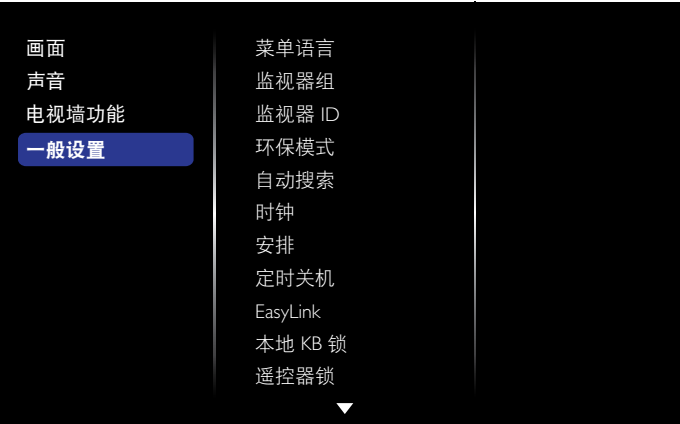 画面
声音
电视墙功能
一般设置
菜单语言
监视器组
监视器 ID
环保模式
自动搜索
时钟
安排
定时关机
EasyLink
本地 KB 锁
遥控器锁